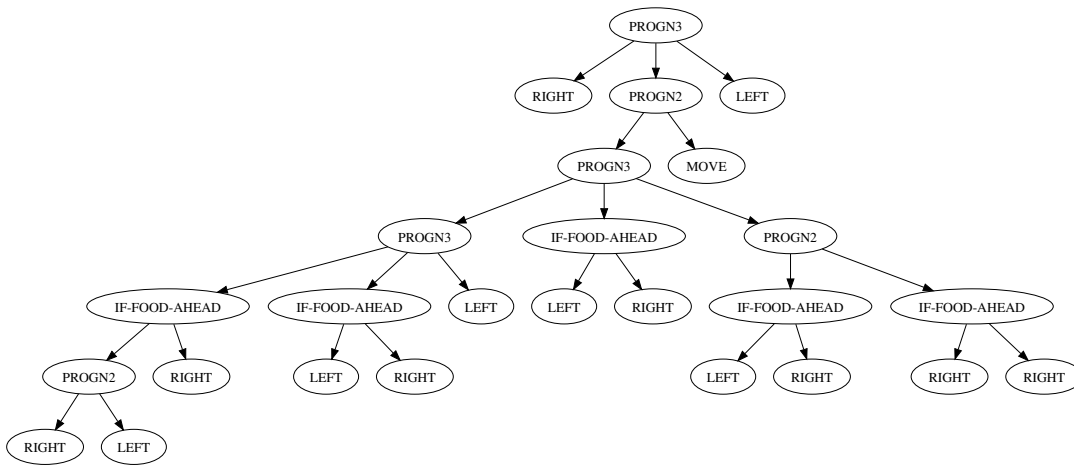 PROGN3
RIGHT PROGN2 LEFT
PROGN3 MOVE
PROGN3 IF-FOOD-AHEAD PROGN2
IF-FOOD-AHEAD IF-FOOD-AHEAD LEFT LEFT RIGHT IF-FOOD-AHEAD IF-FOOD-AHEAD
PROGN2 RIGHT LEFT RIGHT LEFT RIGHT RIGHT RIGHT
RIGHT LEFT